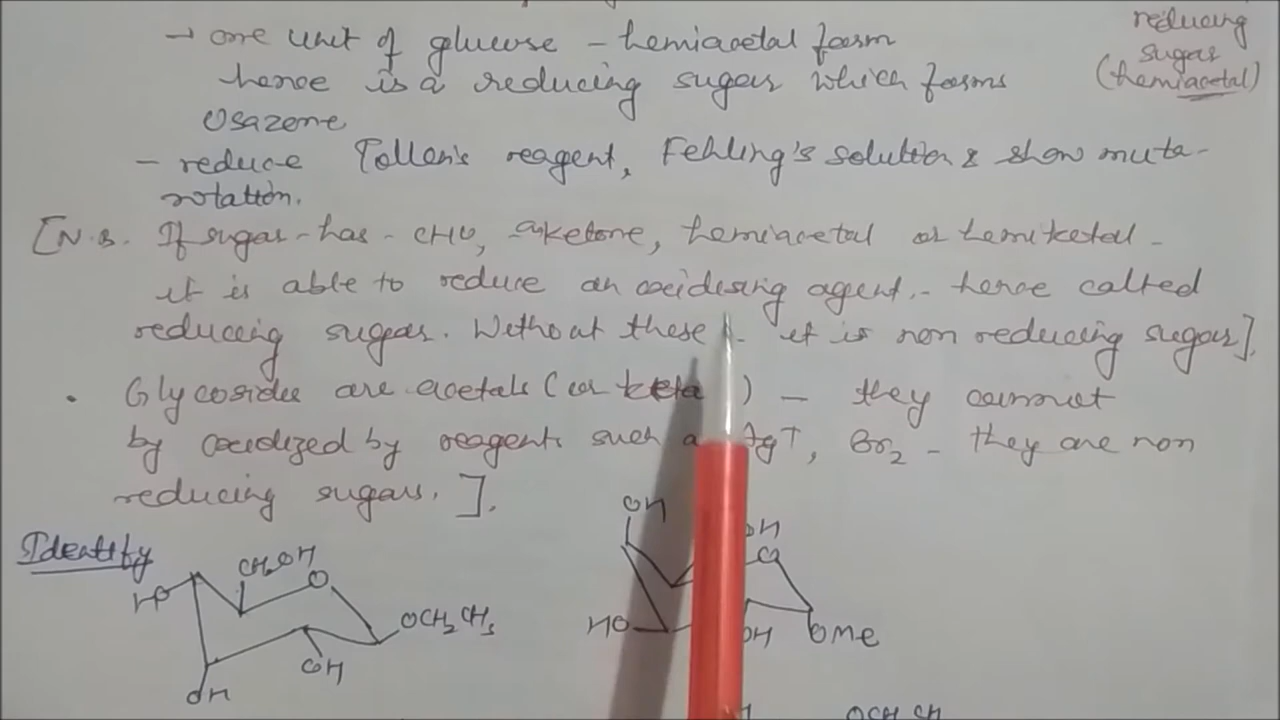 → one unit of glucose - hemiacetal form
hence is a reducing sugar which forms
Osazone
reducing
sugar
(hemiacetal)
- reduce Tollen's reagent, Fehling's solution & show muta-
rotation.
[N.B. If sugar has - CHO, -ketone, hemiacetal or hemiketal -
it is able to reduce an oxidising agent. - hence called
reducing sugar. Without these - it is non reducing sugar].
• Glycosides are acetals (or keta ) - they cannot
by oxidized by reagents such a Ag+, Br2 - they are non
reducing sugars. ].
Identify
HO
CH2OH
O
OCH2CH3
OH
OH
OH
OH
O
HO
OH
OMe